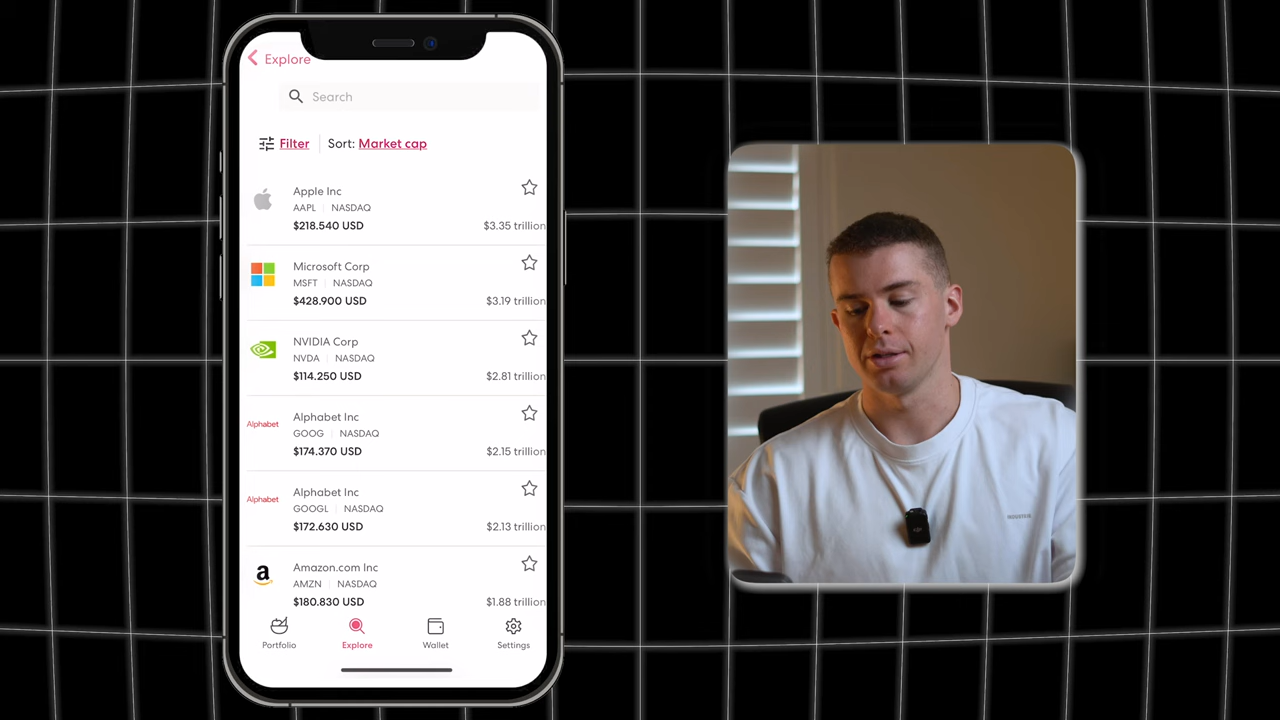 Explore
Search
Filter Sort: Market cap
Apple Inc
AAPL NASDAQ
$218.540 USD $3.35 trillion
Microsoft Corp
MSFT NASDAQ
$428.900 USD $3.19 trillion
NVIDIA Corp
NVDA NASDAQ
$114.250 USD $2.81 trillion
Alphabet
Alphabet Inc
GOOG NASDAQ
$174.370 USD $2.15 trillion
Alphabet
Alphabet Inc
GOOGL NASDAQ
$172.630 USD $2.13 trillion
Amazon.com Inc
AMZN NASDAQ
$180.830 USD $1.88 trillion
Portfolio Explore Wallet Settings
dji